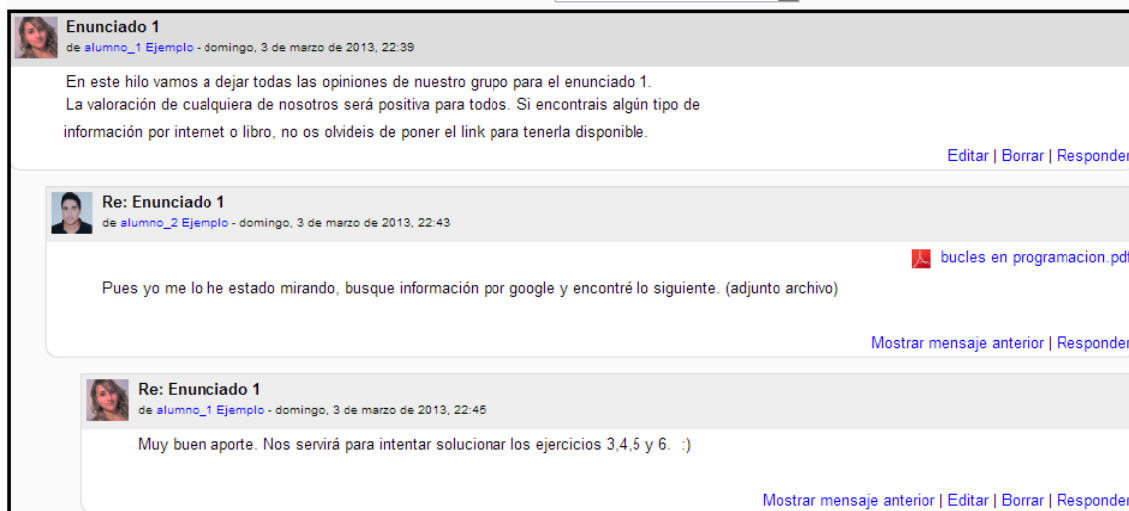 Enunciado 1
de alumno_1 Ejemplo - domingo, 3 de marzo de 2013, 22:39
En este hilo vamos a dejar todas las opiniones de nuestro grupo para el enunciado 1.
La valoración de cualquiera de nosotros será positiva para todos. Si encontrais algún tipo de
información por internet o libro, no os olvideis de poner el link para tenerla disponible.
Editar | Borrar | Responder
Re: Enunciado 1
de alumno_2 Ejemplo - domingo, 3 de marzo de 2013, 22:43
bucles en programacion.pdf
Pues yo me lo he estado mirando, busque información por google y encontré lo siguiente. (adjunto archivo)
Mostrar mensaje anterior | Responder
Re: Enunciado 1
de alumno_1 Ejemplo - domingo, 3 de marzo de 2013, 22:45
Muy buen aporte. Nos servirá para intentar solucionar los ejercicios 3,4,5 y 6.  :)
Mostrar mensaje anterior | Editar | Borrar | Responder